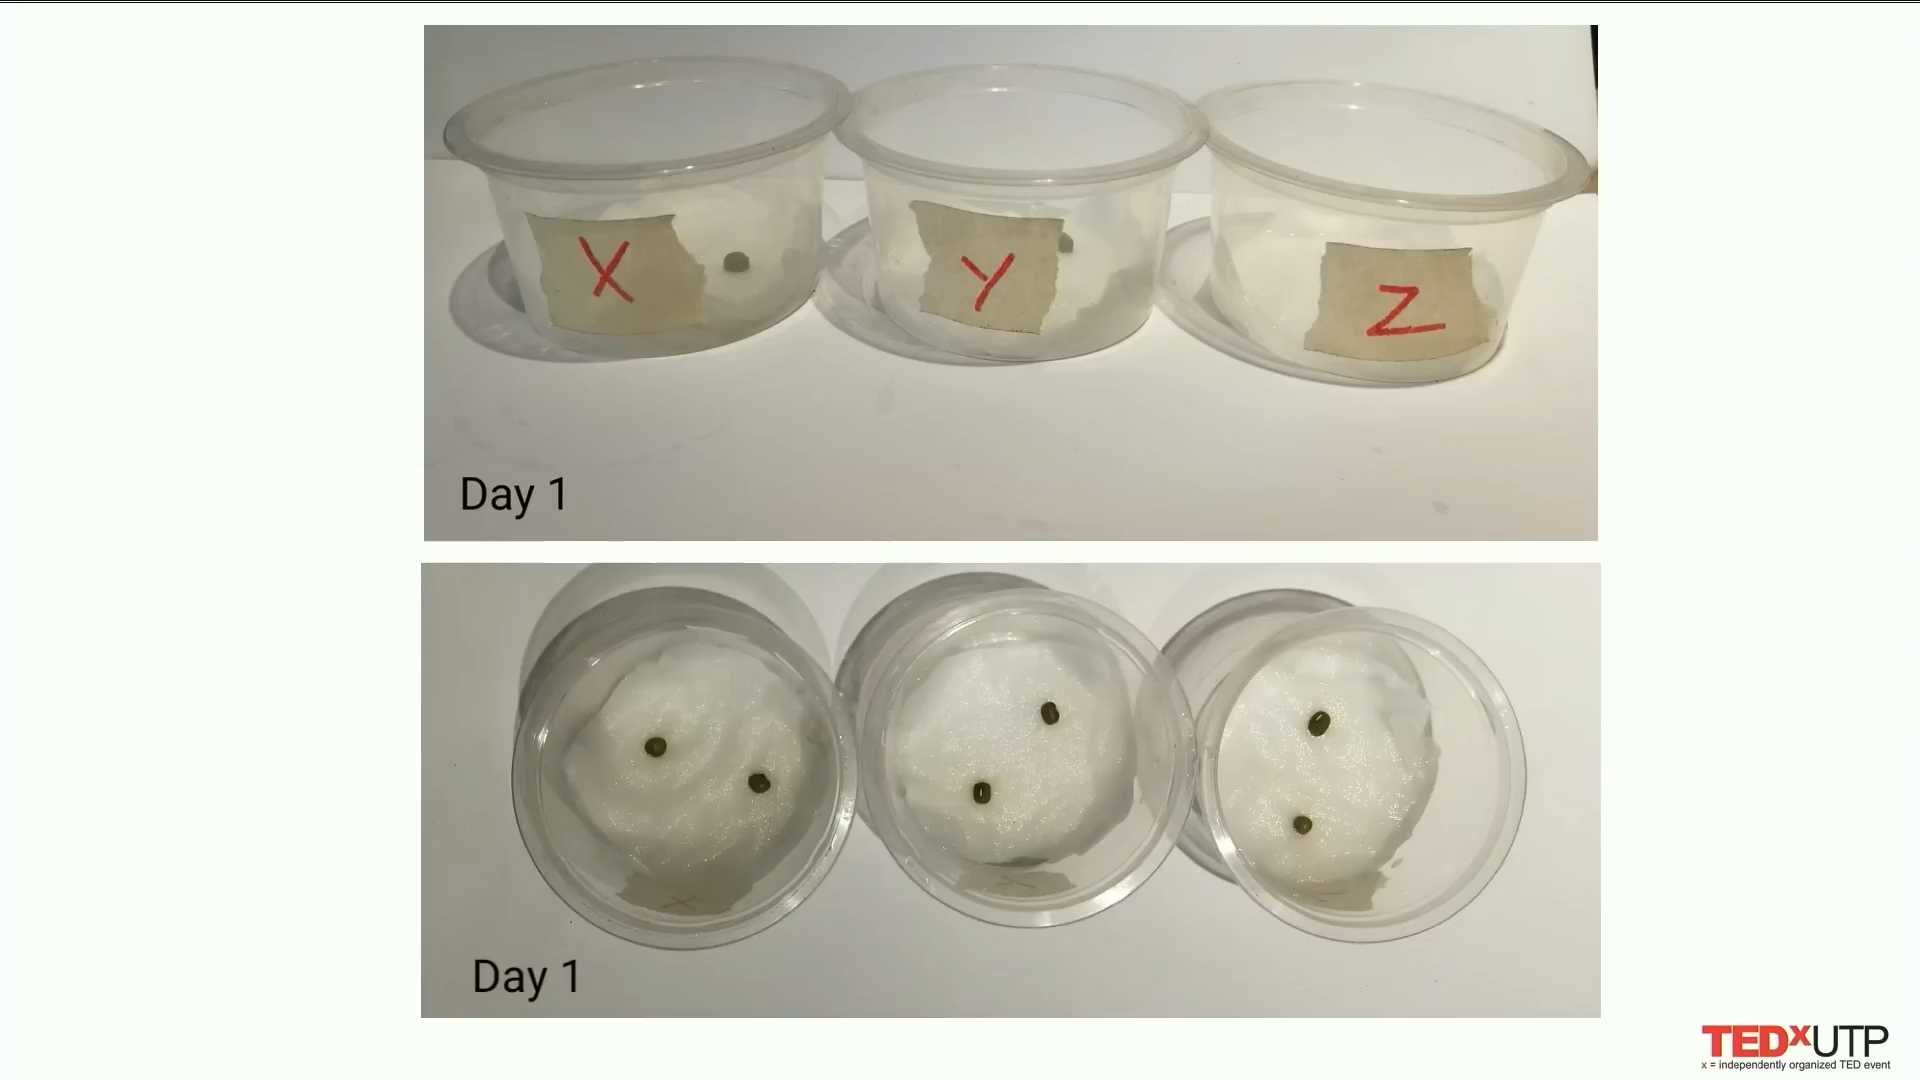 X
Y
Z
Day 1
Day 1
TEDxUTP
x = independently organized TED event